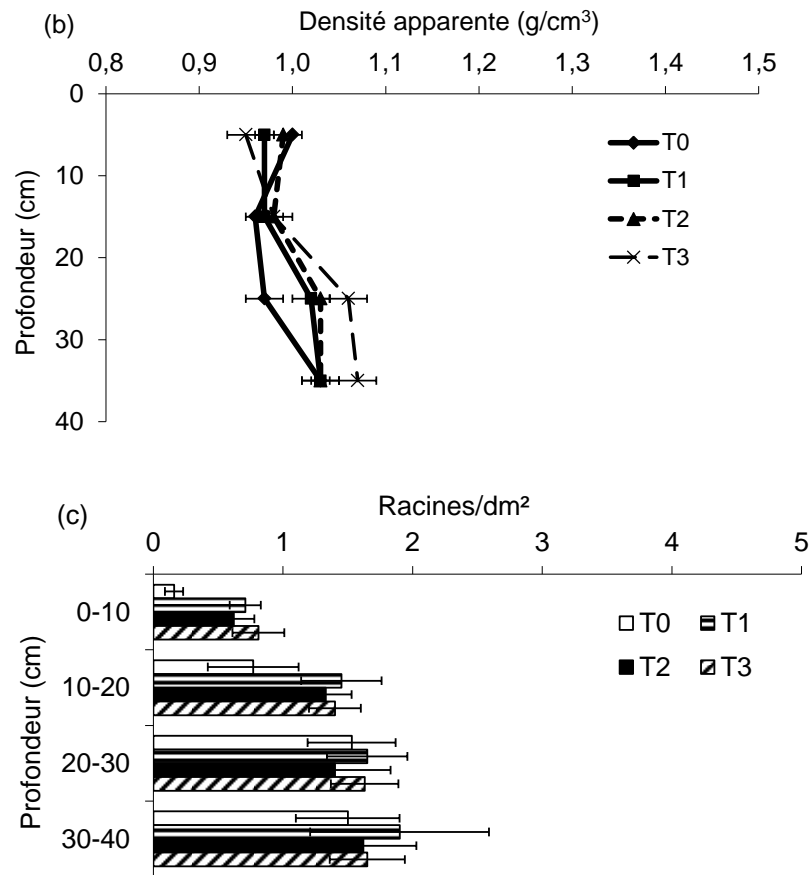 (b)
Densité apparente (g/cm³)
0,8 0,9 1,0 1,1 1,2 1,3 1,4 1,5
0
10
20
30
40
Profondeur (cm)
T0
T1
T2
T3
(c)
Racines/dm²
0 1 2 3 4 5
0-10
10-20
20-30
30-40
Profondeur (cm)
T0 T1
T2 T3